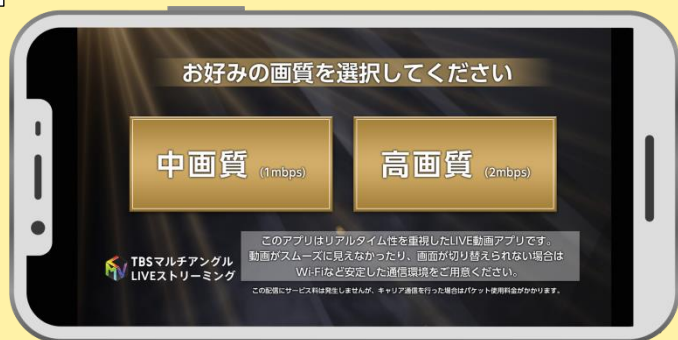 お好みの画質を選択してください
中画質 (1mbps)
高画質 (2mbps)
TBSマルチアングル
LIVEストリーミング
このアプリはリアルタイム性を重視したLIVE動画アプリです。
動画がスムーズに見えなかったり、画面が切り替えられない場合は
Wi-Fiなど安定した通信環境をご用意ください。
この配信にサービス料は発生しませんが、キャリア通信を行った場合はパケット使用料金がかかります。